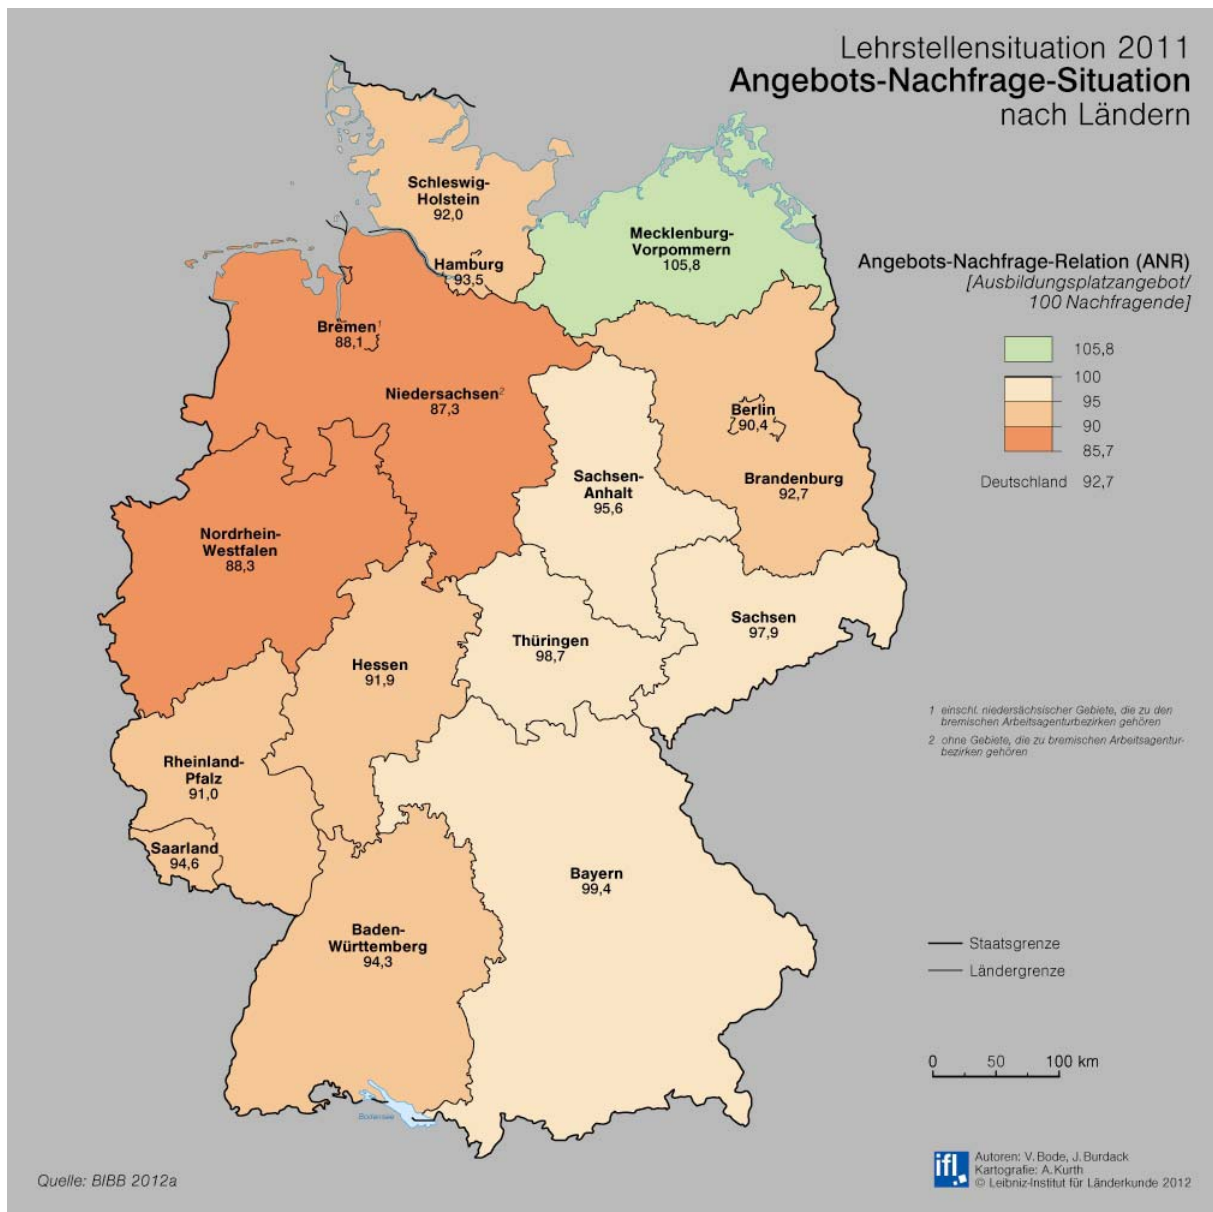 Lehrstellensituation 2011
Angebots-Nachfrage-Situation
nach Ländern
Schleswig-
Holstein
92,0
Hamburg
93,5
Mecklenburg-
Vorpommern
105,8
Bremen¹
88,1
Niedersachsen²
87,3
Berlin
90,4
Brandenburg
92,7
Sachsen-
Anhalt
95,6
Nordrhein-
Westfalen
88,3
Hessen
91,9
Thüringen
98,7
Sachsen
97,9
Rheinland-
Pfalz
91,0
Saarland
94,6
Baden-
Württemberg
94,3
Bayern
99,4
Bodensee
Angebots-Nachfrage-Relation (ANR)
[Ausbildungsplatzangebot/
100 Nachfragende]
105,8
100
95
90
85,7
Deutschland 92,7
1 einschl. niedersächsischer Gebiete, die zu den
bremischen Arbeitsagenturbezirken gehören
2 ohne Gebiete, die zu bremischen Arbeitsagentur-
bezirken gehören
Staatsgrenze
Ländergrenze
0 50 100 km
Quelle: BIBB 2012a
ifl
Autoren: V. Bode, J. Burdack
Kartografie: A. Kurth
© Leibniz-Institut für Länderkunde 2012